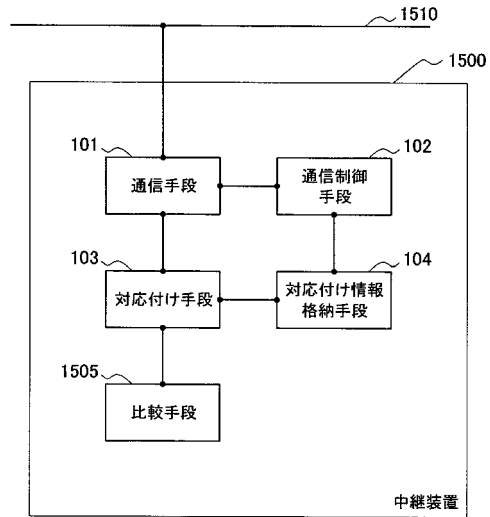 1510
1500
101
通信手段
102
通信制御
手段
103
対応付け手段
104
対応付け情報
格納手段
1505
比較手段
中継装置